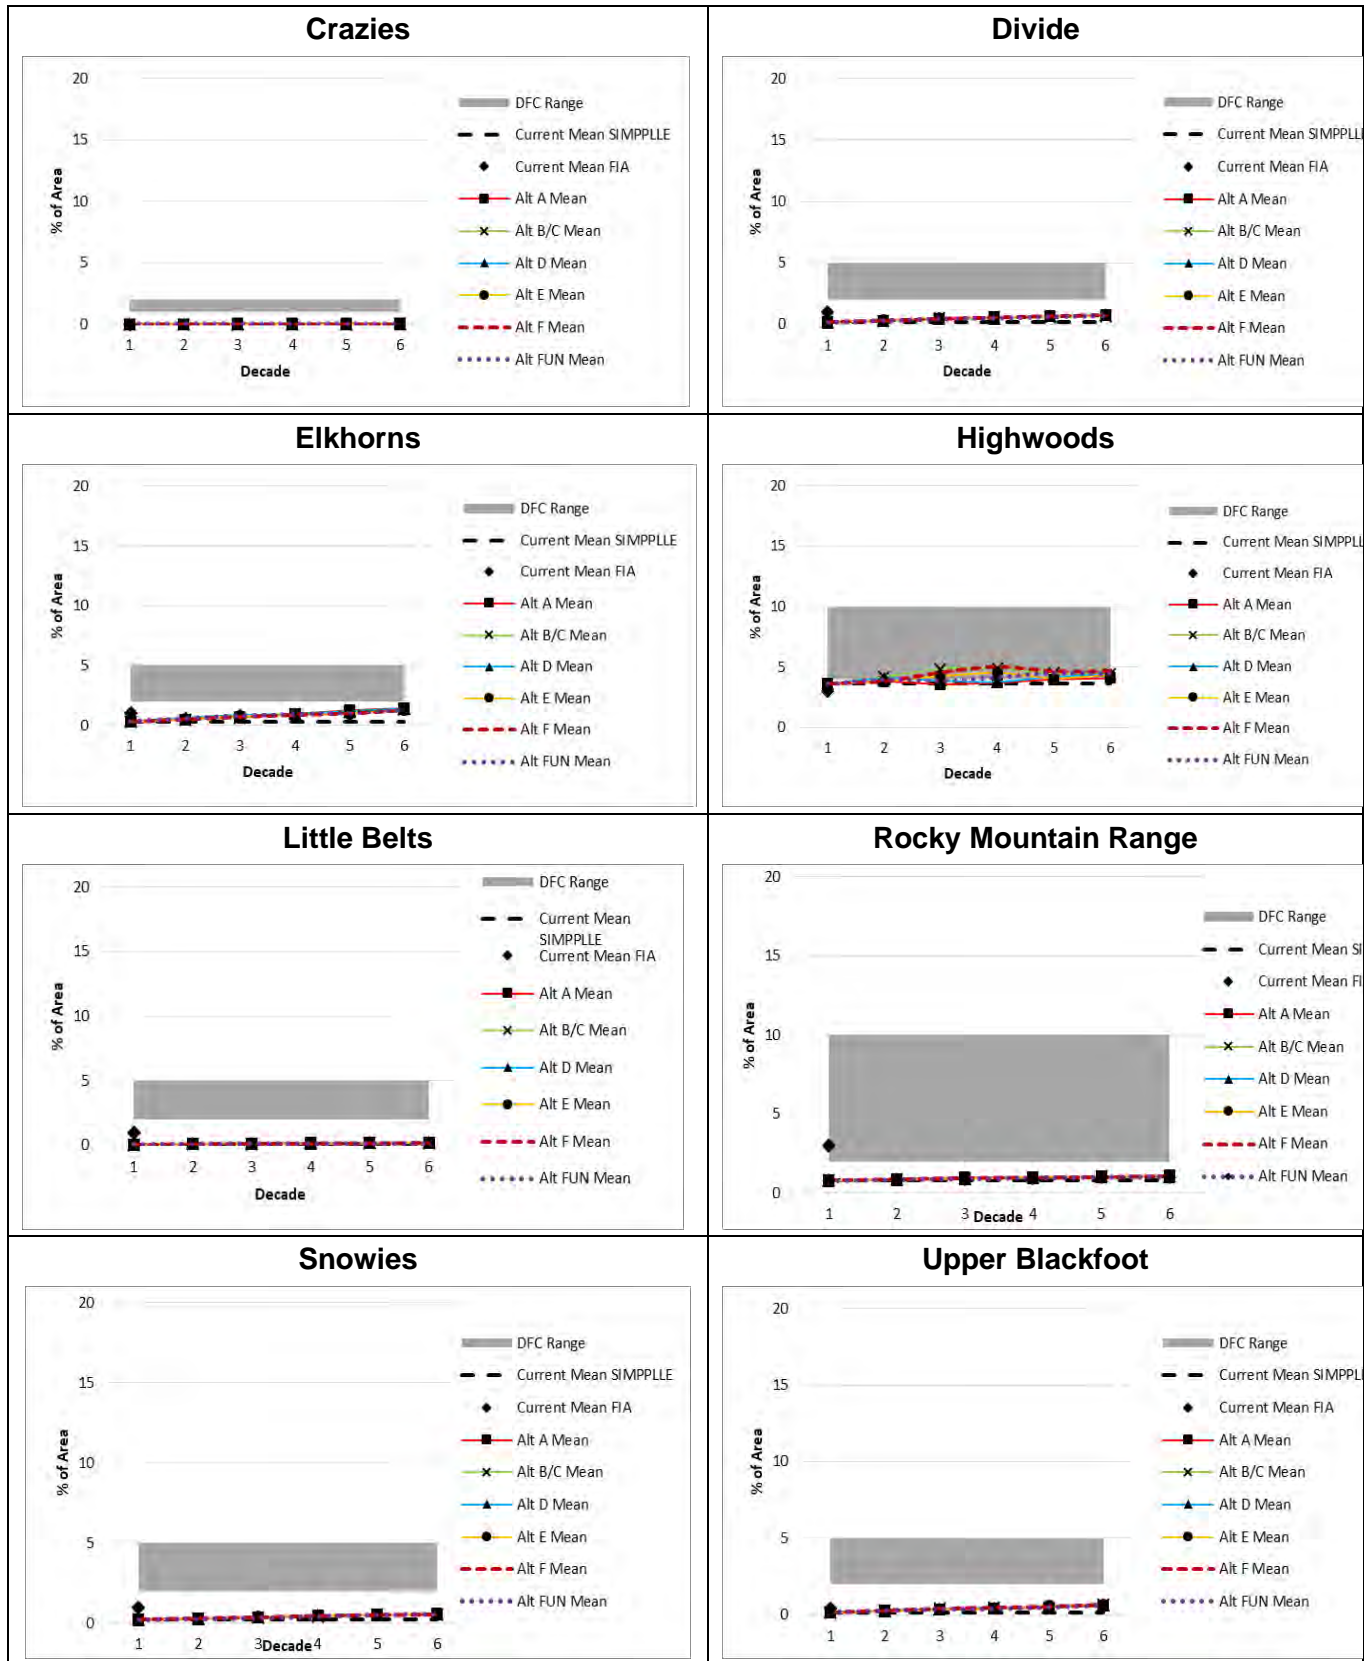 Crazies
20
15
10
5
0
% of Area
1 2 3 4 5 6
Decade
DFC Range
Current Mean SIMPPLLE
Current Mean FIA
Alt A Mean
Alt B/C Mean
Alt D Mean
Alt E Mean
Alt F Mean
Alt FUN Mean
Divide
20
15
10
5
0
% of Area
1 2 3 4 5 6
Decade
DFC Range
Current Mean SIMPPLL
Current Mean FIA
Alt A Mean
Alt B/C Mean
Alt D Mean
Alt E Mean
Alt F Mean
Alt FUN Mean
Elkhorns
20
15
10
5
0
% of Area
1 2 3 4 5 6
Decade
DFC Range
Current Mean SIMPPLLE
Current Mean FIA
Alt A Mean
Alt B/C Mean
Alt D Mean
Alt E Mean
Alt F Mean
Alt FUN Mean
Highwoods
20
15
10
5
0
% of Area
1 2 3 4 5 6
Decade
DFC Range
Current Mean SIMPPLL
Current Mean FIA
Alt A Mean
Alt B/C Mean
Alt D Mean
Alt E Mean
Alt F Mean
Alt FUN Mean
Little Belts
20
15
10
5
0
% of Area
1 2 3 4 5 6
Decade
DFC Range
Current Mean
SIMPPLLE
Current Mean FIA
Alt A Mean
Alt B/C Mean
Alt D Mean
Alt E Mean
Alt F Mean
Alt FUN Mean
Rocky Mountain Range
20
15
10
5
0
% of Area
1 2 3 4 5 6
Decade
DFC Range
Current Mean SI
Current Mean FI
Alt A Mean
Alt B/C Mean
Alt D Mean
Alt E Mean
Alt F Mean
Alt FUN Mean
Snowies
20
15
10
5
0
% of Area
1 2 3 4 5 6
Decade
DFC Range
Current Mean SIMPPLLE
Current Mean FIA
Alt A Mean
Alt B/C Mean
Alt D Mean
Alt E Mean
Alt F Mean
Alt FUN Mean
Upper Blackfoot
20
15
10
5
0
% of Area
1 2 3 4 5 6
Decade
DFC Range
Current Mean SIMPPLL
Current Mean FIA
Alt A Mean
Alt B/C Mean
Alt D Mean
Alt E Mean
Alt F Mean
Alt FUN Mean